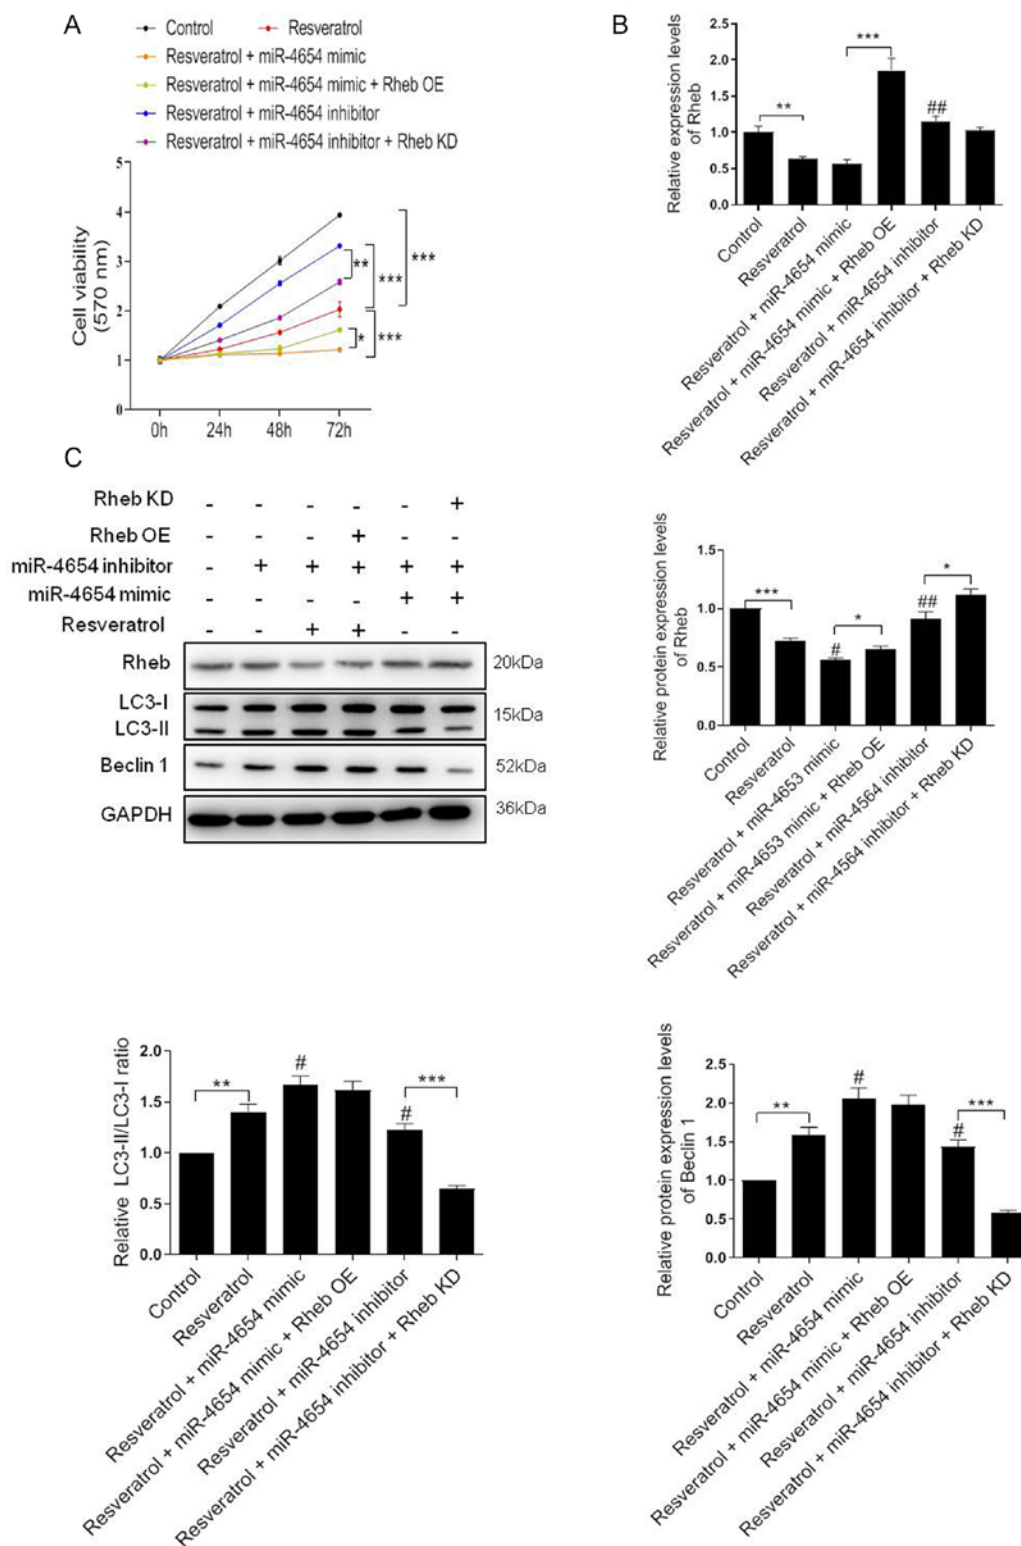 A
Control
Resveratrol
Resveratrol + miR-4654 mimic
Resveratrol + miR-4654 mimic + Rheb OE
Resveratrol + miR-4654 inhibitor
Resveratrol + miR-4654 inhibitor + Rheb KD
Cell viability
(570 nm)
5
4
3
2
1
0
**
***
***
*
***
0h 24h 48h 72h
B
Relative expression levels
of Rheb
2.5
2.0
1.5
1.0
0.5
0.0
**
***
##
Control
Resveratrol
Resveratrol + miR-4654 mimic
Resveratrol + miR-4654 mimic + Rheb OE
Resveratrol + miR-4654 inhibitor
Resveratrol + miR-4654 inhibitor + Rheb KD
C
Rheb KD - - - - - +
Rheb OE - - - + - -
miR-4654 inhibitor - + + + + +
miR-4654 mimic - - - - + +
Resveratrol - - + + - -
Rheb 20kDa
LC3-I
LC3-II
15kDa
Beclin 1 52kDa
GAPDH 36kDa
Relative protein expression levels
of Rheb
1.5
1.0
0.5
0.0
***
#
*
##
*
Control
Resveratrol
Resveratrol + miR-4653 mimic
Resveratrol + miR-4653 mimic + Rheb OE
Resveratrol + miR-4564 inhibitor
Resveratrol + miR-4564 inhibitor + Rheb KD
Relative LC3-II/LC3-I ratio
2.0
1.5
1.0
0.5
0.0
**
#
#
***
Control
Resveratrol
Resveratrol + miR-4654 mimic
Resveratrol + miR-4654 mimic + Rheb OE
Resveratrol + miR-4654 inhibitor
Resveratrol + miR-4654 inhibitor + Rheb KD
Relative protein expression levels
of Beclin 1
2.5
2.0
1.5
1.0
0.5
0.0
**
#
#
***
Control
Resveratrol
Resveratrol + miR-4654 mimic
Resveratrol + miR-4654 mimic + Rheb OE
Resveratrol + miR-4654 inhibitor
Resveratrol + miR-4654 inhibitor + Rheb KD